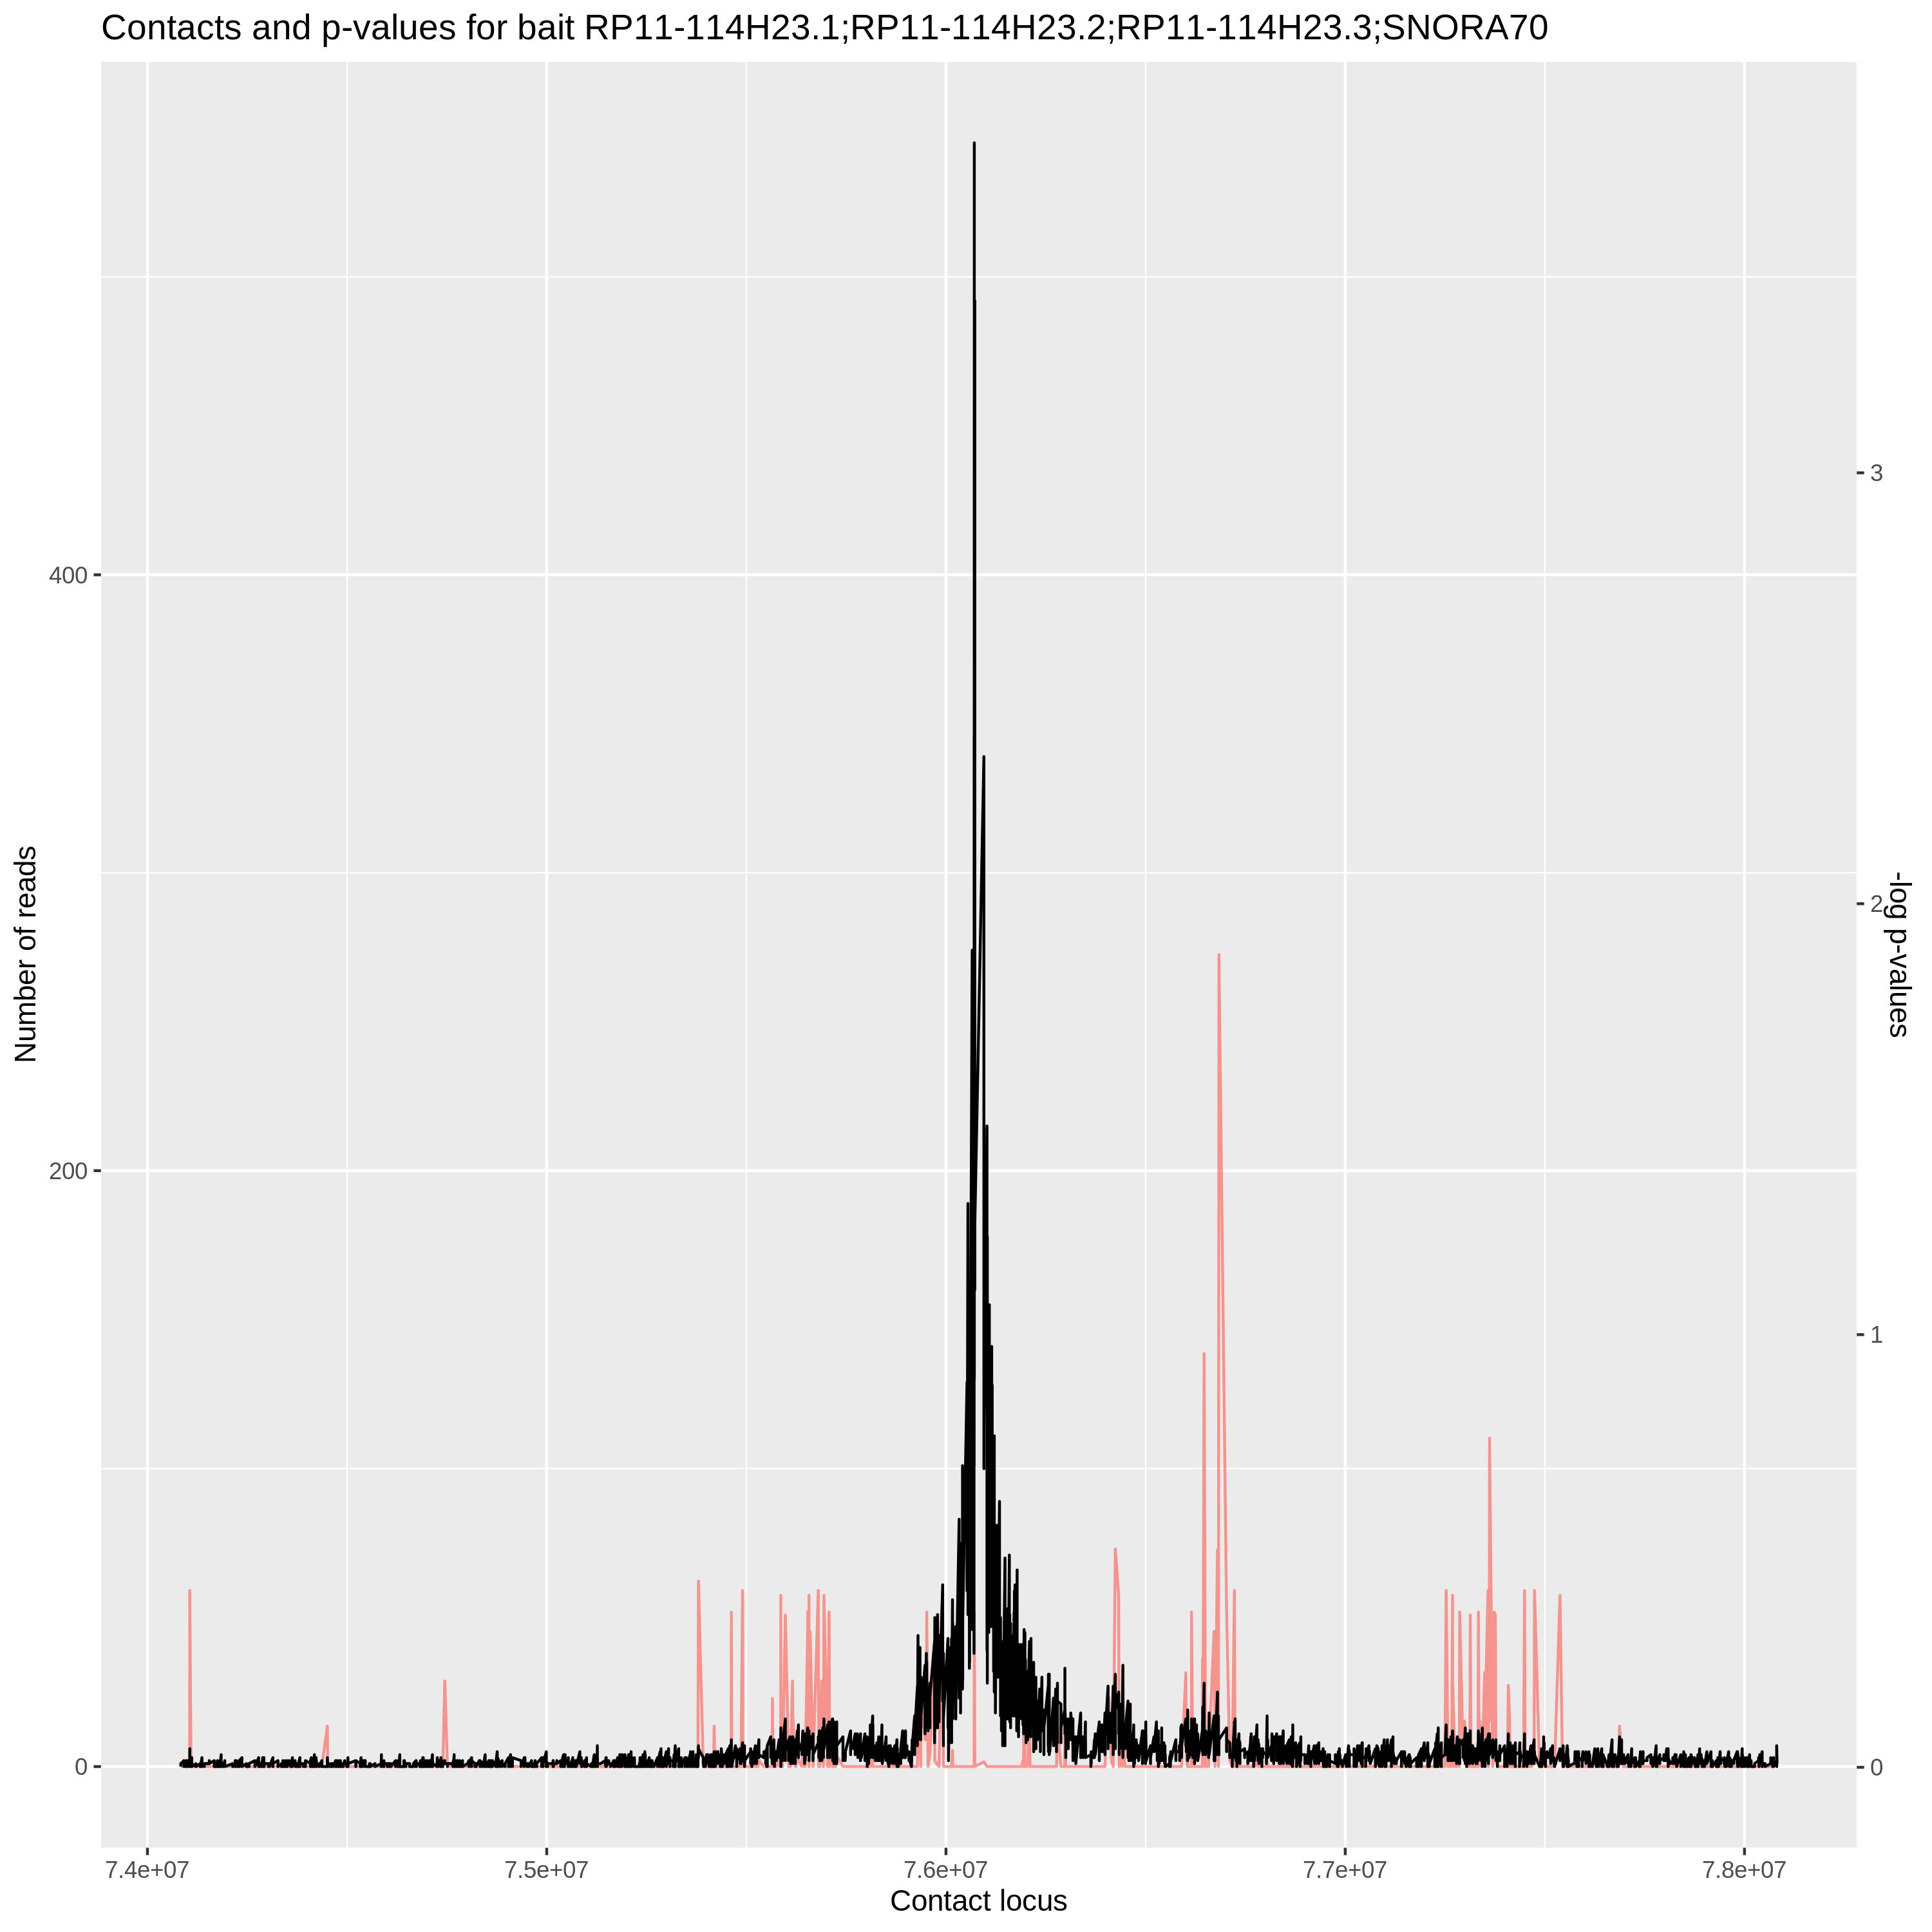 Contacts and p-values for bait RP11-114H23.1;RP11-114H23.2;RP11-114H23.3;SNORA70
Number of reads
400
200
0
3
2
1
0
-log p-values
7.4e+07 7.5e+07 7.6e+07 7.7e+07 7.8e+07
Contact locus